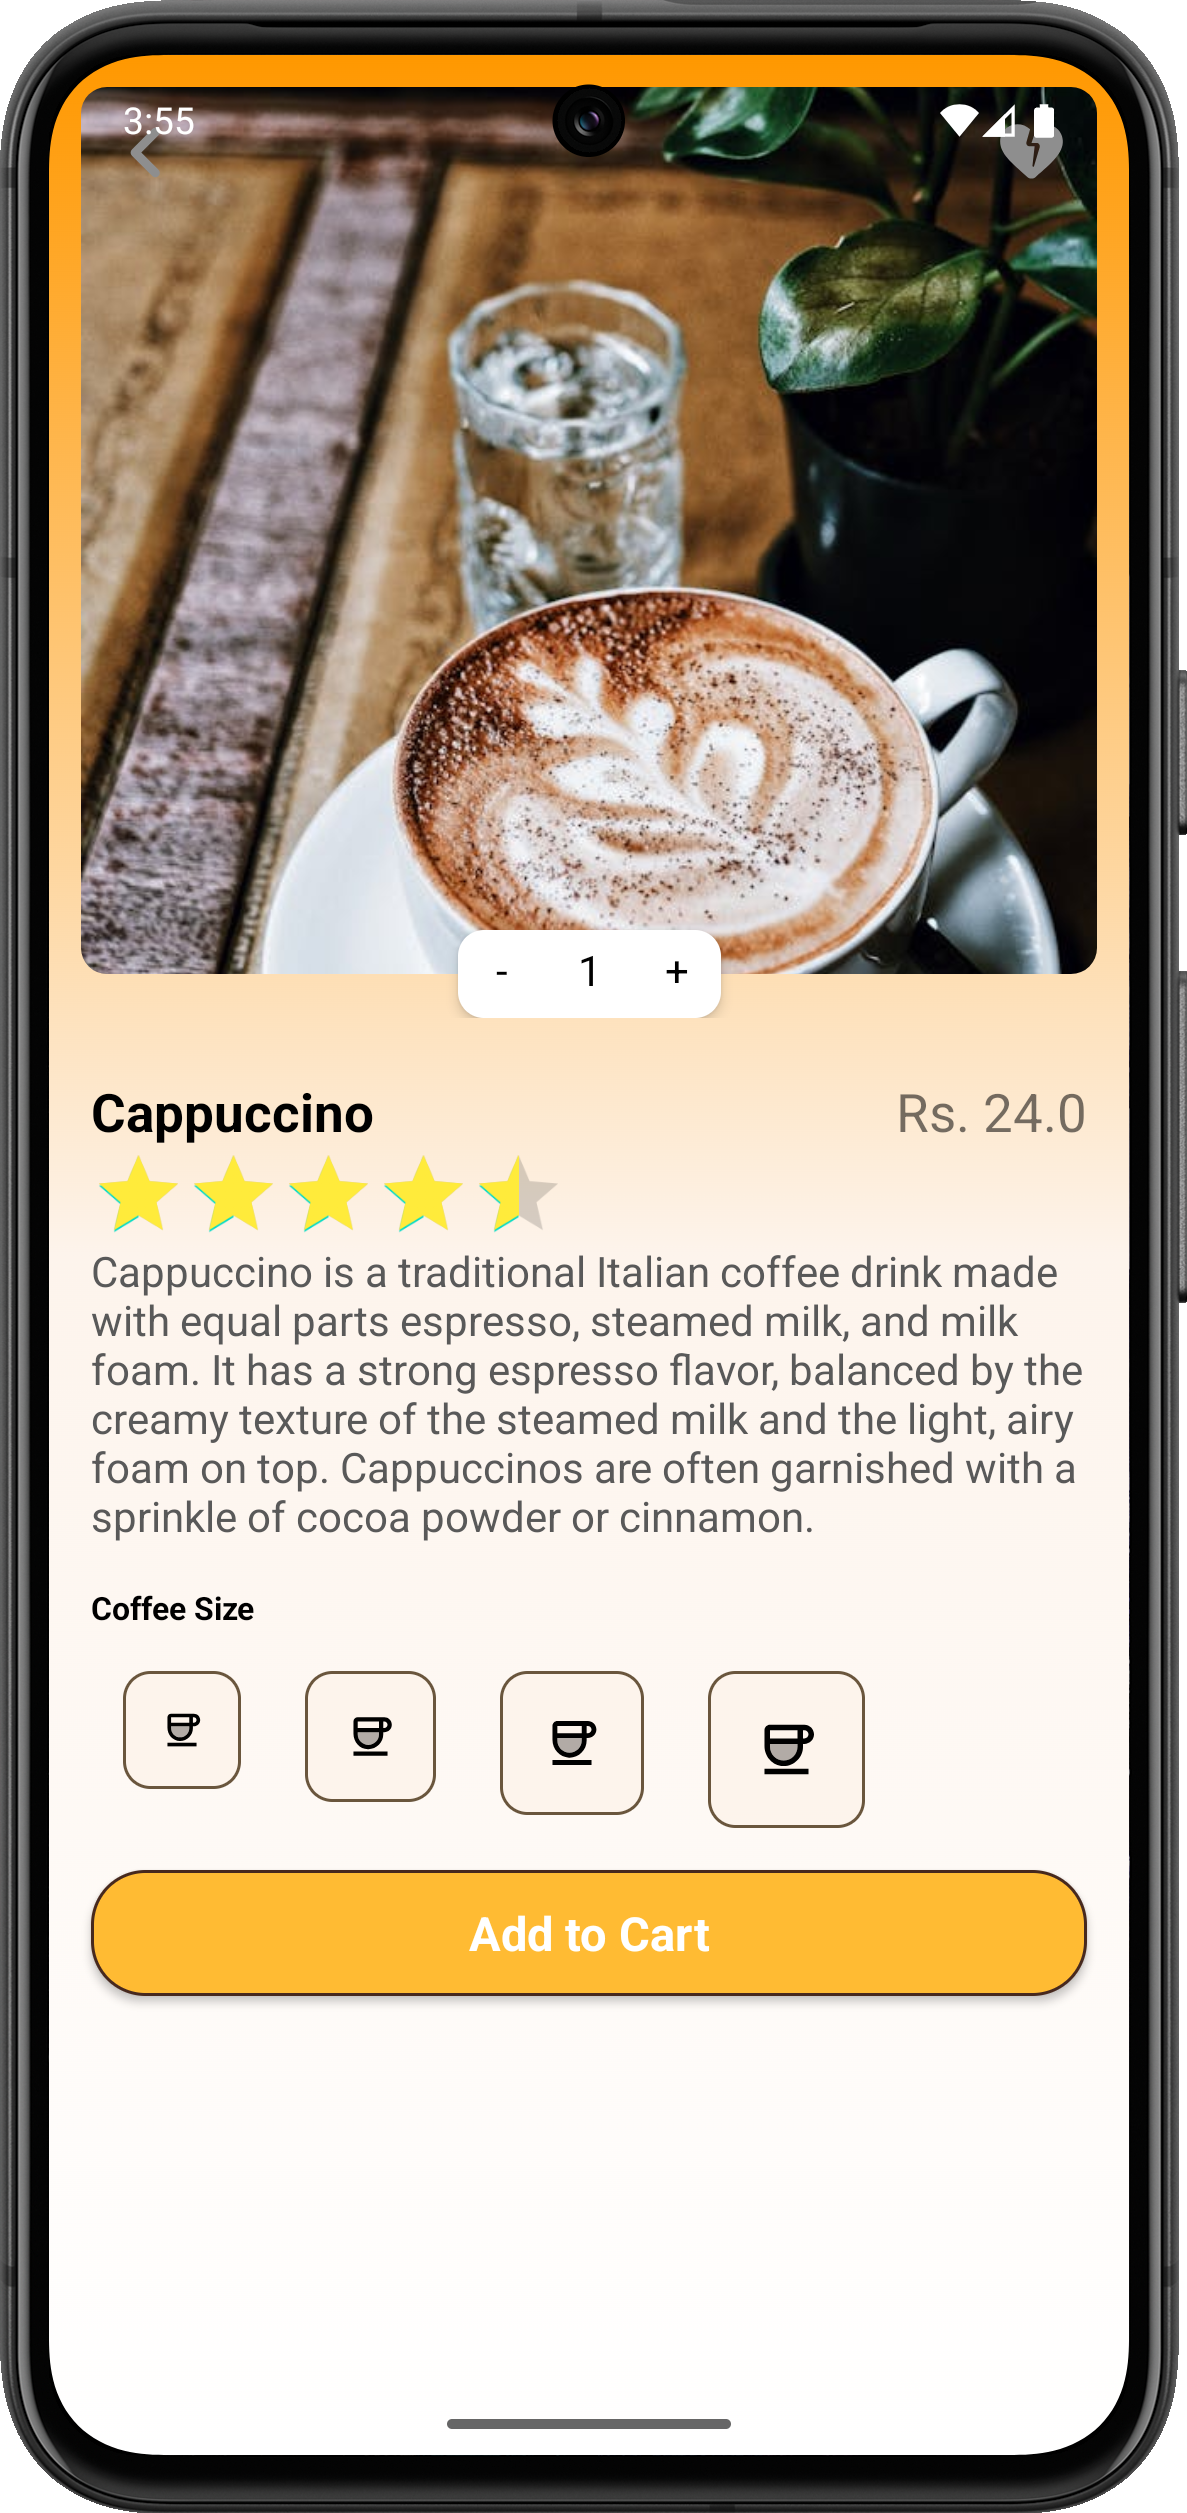 3:55
- 1 +
Cappuccino Rs. 24.0
Cappuccino is a traditional Italian coffee drink made
with equal parts espresso, steamed milk, and milk
foam. It has a strong espresso flavor, balanced by the
creamy texture of the steamed milk and the light, airy
foam on top. Cappuccinos are often garnished with a
sprinkle of cocoa powder or cinnamon.
Coffee Size
Add to Cart